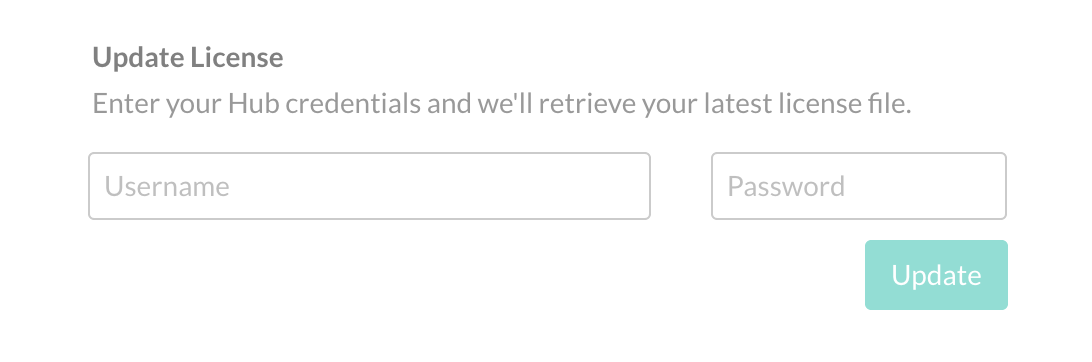 Update License
Enter your Hub credentials and we'll retrieve your latest license file.
Username
Password
Update